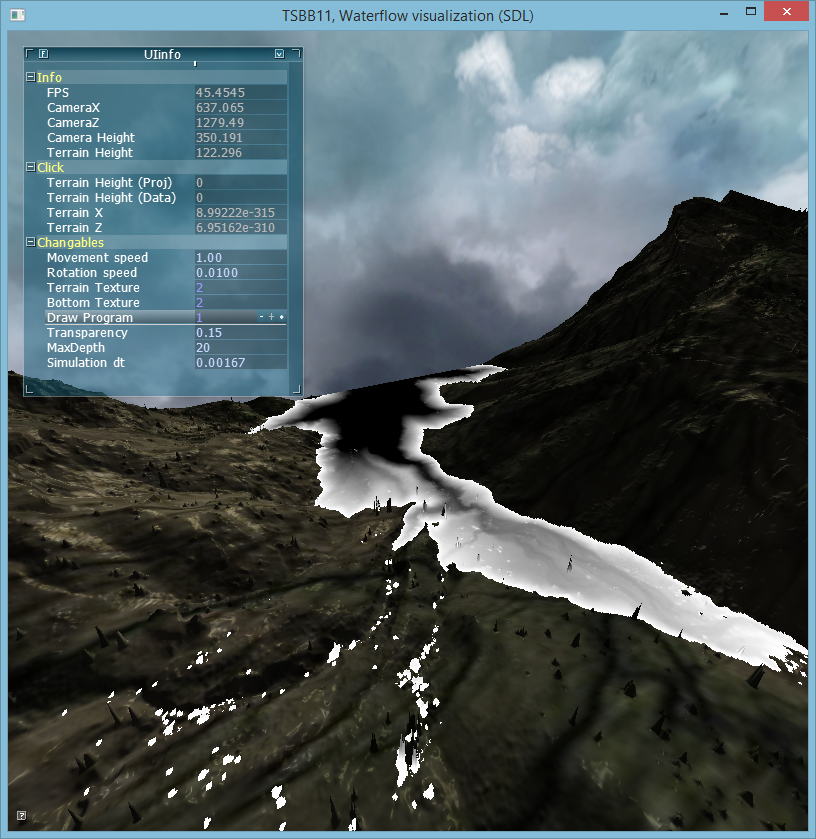 TSBB11, Waterflow visualization (SDL)
F UIinfo
Info
FPS 45.4545
CameraX 637.065
CameraZ 1279.49
Camera Height 350.191
Terrain Height 122.296
Click
Terrain Height (Proj) 0
Terrain Height (Data) 0
Terrain X 8.99222e-315
Terrain Z 6.95162e-310
Changables
Movement speed 1.00
Rotation speed 0.0100
Terrain Texture 2
Bottom Texture 2
Draw Program 1
Transparency 0.15
MaxDepth 20
Simulation dt 0.00167
?